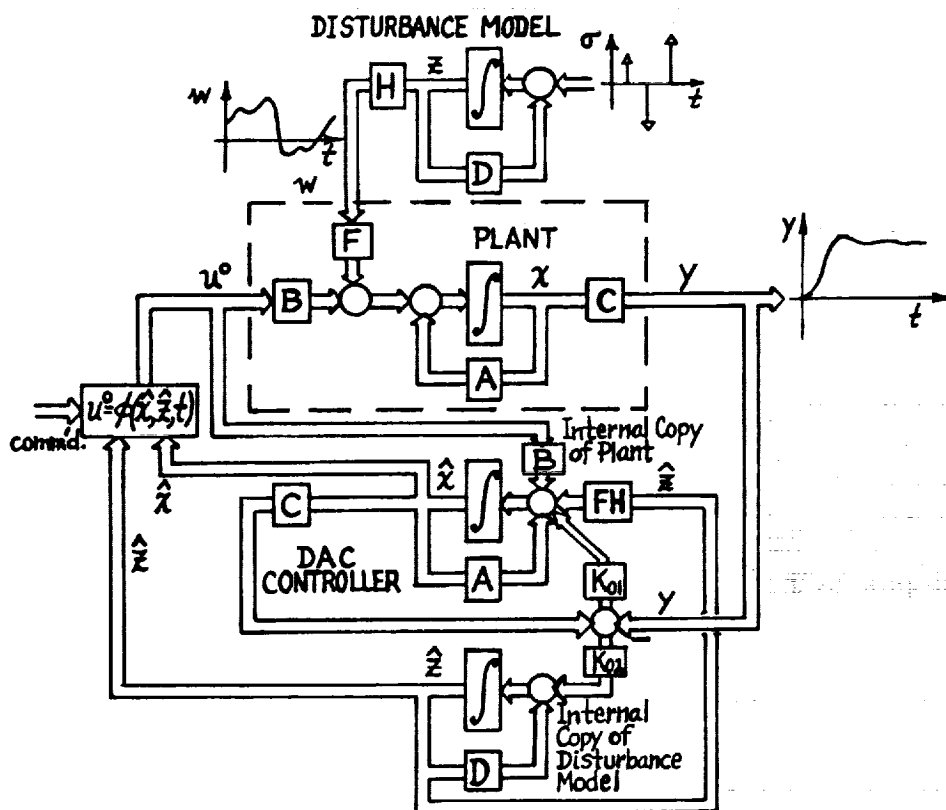 DISTURBANCE MODEL
σ
t
w
t
H
z
∫
D
w
F
PLANT
u°
B
∫
x
C
y
y
t
A
u°=ϕ(x̂,ẑ,t)
comm'd.
Internal Copy
of Plant
B
x̂
x̂
C
∫
FH
ẑ
ẑ
DAC
CONTROLLER
A
K01
y
K02
ẑ
∫
Internal
Copy of
Disturbance
Model
D